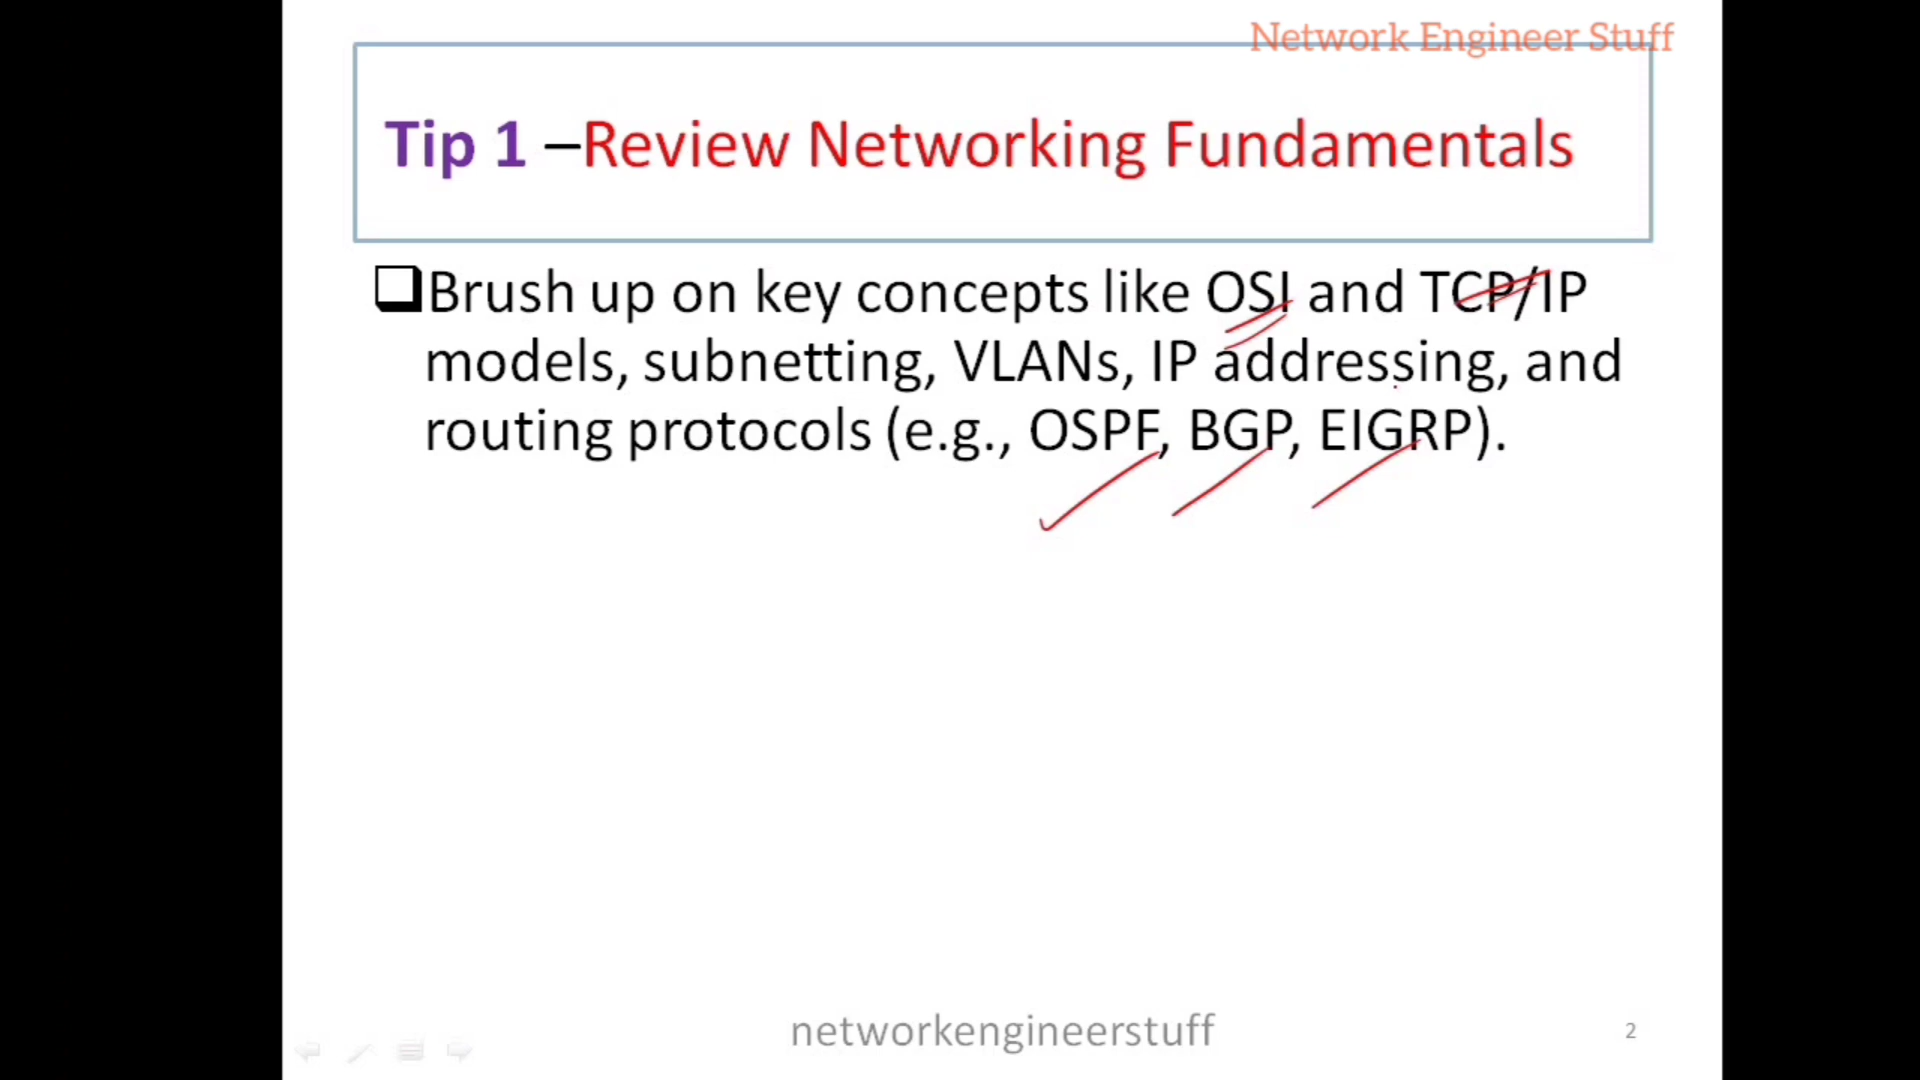 Network Engineer Stuff
Tip 1 –Review Networking Fundamentals
Brush up on key concepts like OSI and TCP/IP
models, subnetting, VLANs, IP addressing, and
routing protocols (e.g., OSPF, BGP, EIGRP).
networkengineerstuff
2